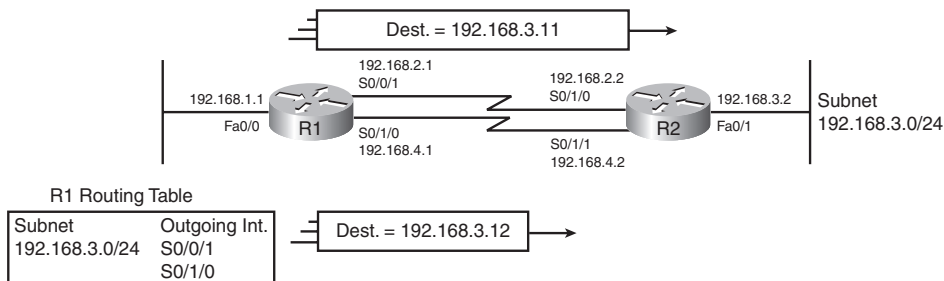 Dest. = 192.168.3.11
192.168.2.1
S0/0/1
192.168.2.2
S0/1/0
192.168.1.1
Fa0/0
R1
S0/1/0
192.168.4.1
S0/1/1
192.168.4.2
R2
192.168.3.2
Fa0/1
Subnet
192.168.3.0/24
R1 Routing Table
Subnet Outgoing Int.
192.168.3.0/24 S0/0/1
S0/1/0
Dest. = 192.168.3.12